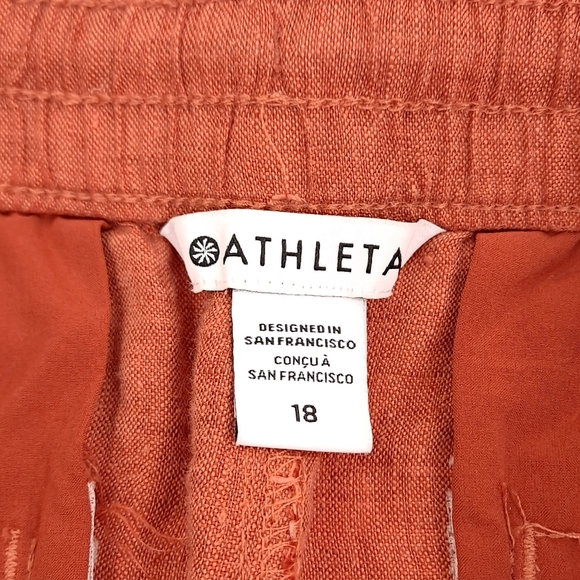 ATHLETA
DESIGNED IN
SAN FRANCISCO
CONÇU À
SAN FRANCISCO
18